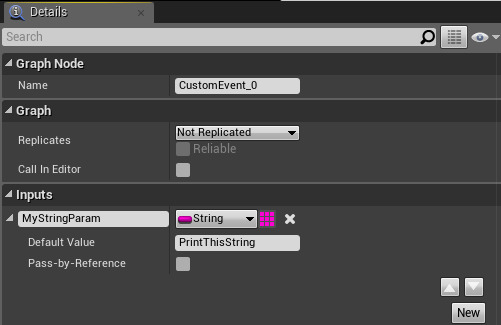 Details
Search
Graph Node
Name CustomEvent_0
Graph
Replicates Not Replicated
Reliable
Call In Editor
Inputs
MyStringParam String
Default Value PrintThisString
Pass-by-Reference
New